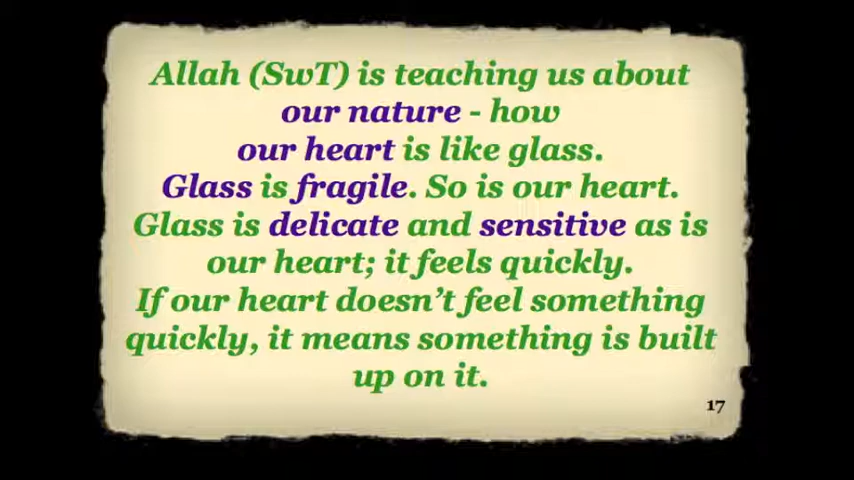 Allah (SwT) is teaching us about
our nature - how
our heart is like glass.
Glass is fragile. So is our heart.
Glass is delicate and sensitive as is
our heart; it feels quickly.
If our heart doesn't feel something
quickly, it means something is built
up on it.
17